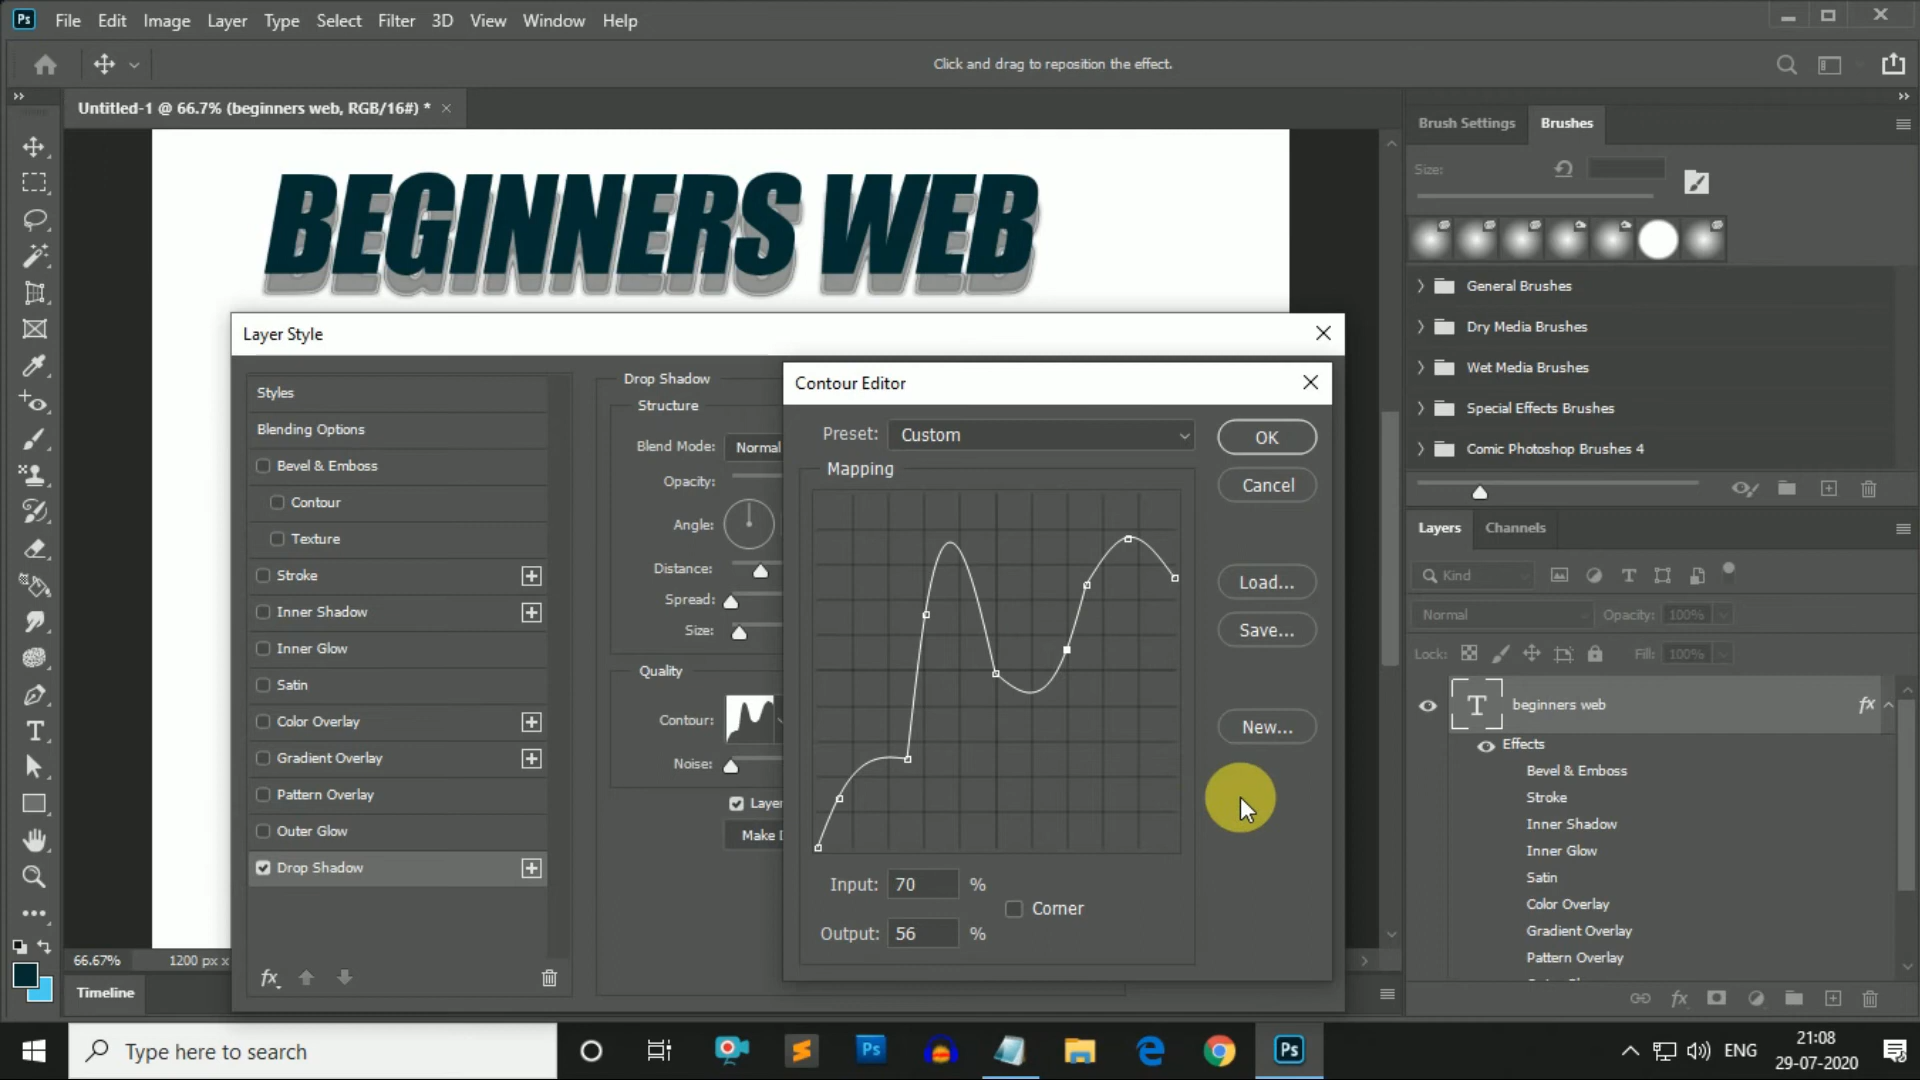 Ps File Edit Image Layer Type Select Filter 3D View Window Help
Click and drag to reposition the effect.
Untitled-1 @ 66.7% (beginners web, RGB/16#) *
BEGINNERS WEB
Layer Style
Styles
Blending Options
Bevel & Emboss
Contour
Texture
Stroke
Inner Shadow
Inner Glow
Satin
Color Overlay
Gradient Overlay
Pattern Overlay
Outer Glow
Drop Shadow
fx
Drop Shadow
Structure
Blend Mode: Normal
Opacity:
Angle:
Distance:
Spread:
Size:
Quality
Contour:
Noise:
Layer
Make
Contour Editor
Preset: Custom
Mapping
Input: 70 %
Corner
Output: 56 %
OK
Cancel
Load...
Save...
New...
Brush Settings Brushes
Size:
General Brushes
Dry Media Brushes
Wet Media Brushes
Special Effects Brushes
Comic Photoshop Brushes 4
Layers Channels
Kind
Normal Opacity: 100%
Lock: Fill: 100%
T beginners web fx
Effects
Bevel & Emboss
Stroke
Inner Shadow
Inner Glow
Satin
Color Overlay
Gradient Overlay
Pattern Overlay
fx
66.67% 1200 px x
Timeline
Type here to search
Ps
Ps
ENG
21:08
29-07-2020